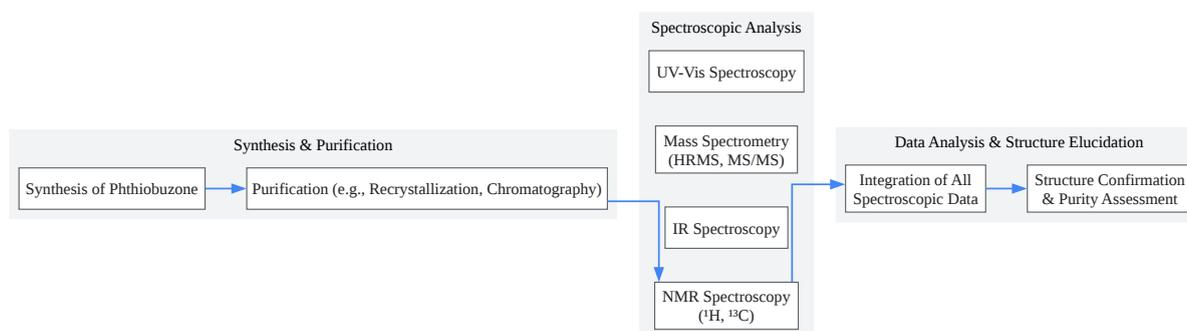 Synthesis & Purification
Synthesis of Phthiobuzone
Purification (e.g., Recrystallization, Chromatography)
Spectroscopic Analysis
UV-Vis Spectroscopy
Mass Spectrometry
(HRMS, MS/MS)
IR Spectroscopy
NMR Spectroscopy
(¹H, ¹³C)
Data Analysis & Structure Elucidation
Integration of All
Spectroscopic Data
Structure Confirmation
& Purity Assessment